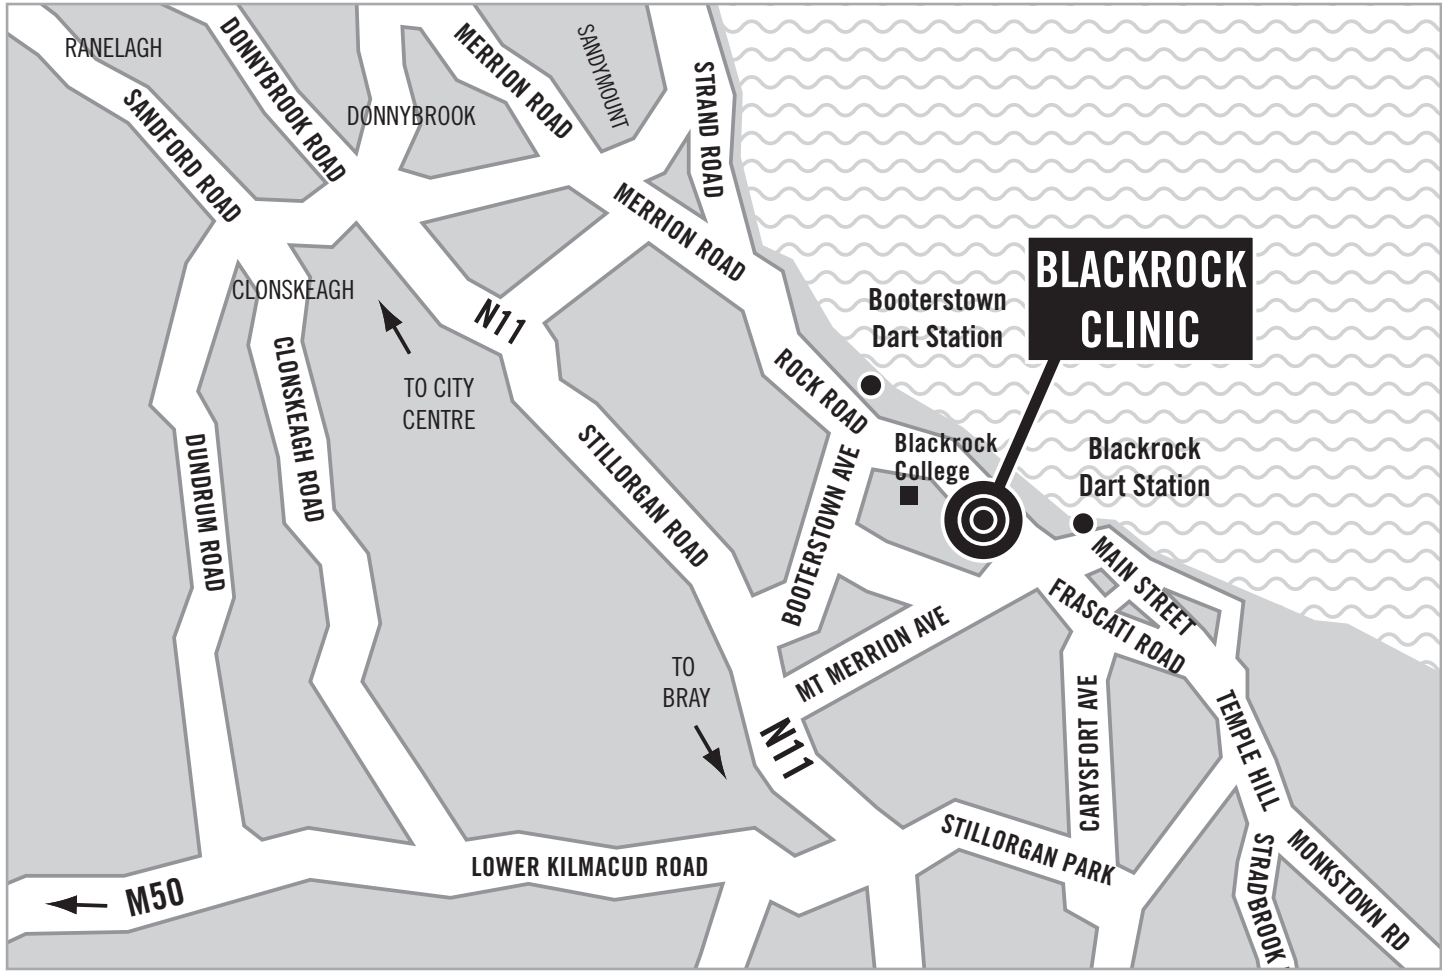 RANELAGH
DONNYBROOK ROAD
MERRION ROAD
SANDYMOUNT
STRAND ROAD
SANDFORD ROAD
DONNYBROOK
MERRION ROAD
CLONSKEAGH
N11
BLACKROCK
CLINIC
Booterstown
Dart Station
TO CITY
CENTRE
ROCK ROAD
CLONSKEAGH ROAD
DUNDRUM ROAD
STILLORGAN ROAD
BOOTERSTOWN AVE
Blackrock
College
Blackrock
Dart Station
MAIN STREET
FRASCATI ROAD
MT MERRION AVE
TO
BRAY
N11
CARYSFORT AVE
TEMPLE HILL
STILLORGAN PARK
LOWER KILMACUD ROAD
M50
STRADBROOK
MONKSTOWN RD